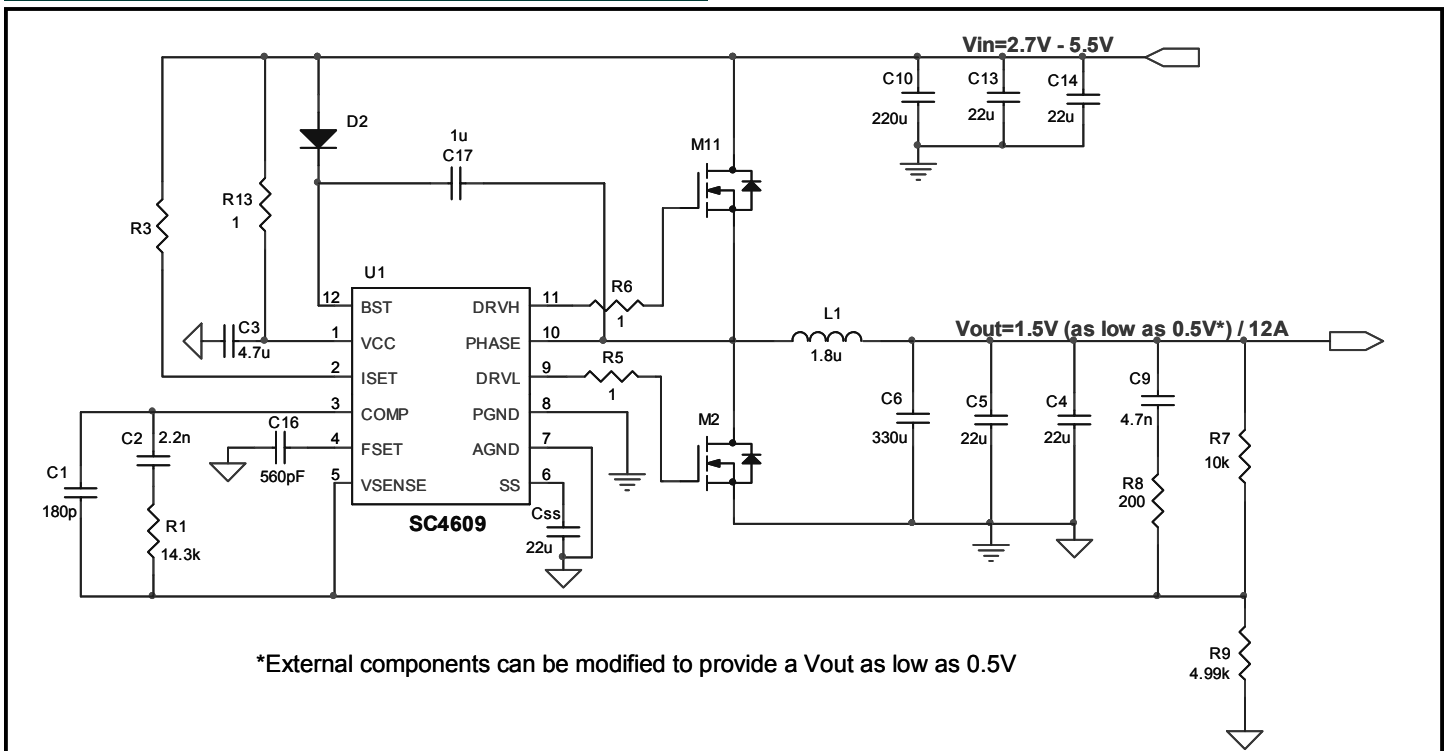 Vin=2.7V - 5.5V
C10
220u
C13
22u
C14
22u
D2
1u
C17
M11
R13
1
R3
U1
R6
1
12 BST
DRVH 11
C3
4.7u
1 VCC
PHASE 10
L1
1.8u
Vout=1.5V (as low as 0.5V*) / 12A
2 ISET
DRVL 9
R5
1
3 COMP
PGND 8
M2
C6
330u
C5
22u
C4
22u
C9
4.7n
R7
10k
C2
2.2n
C16
560pF
4 FSET
AGND 7
C1
180p
5 VSENSE
SS 6
R8
200
SC4609
Css
22u
R1
14.3k
*External components can be modified to provide a Vout as low as 0.5V
R9
4.99k